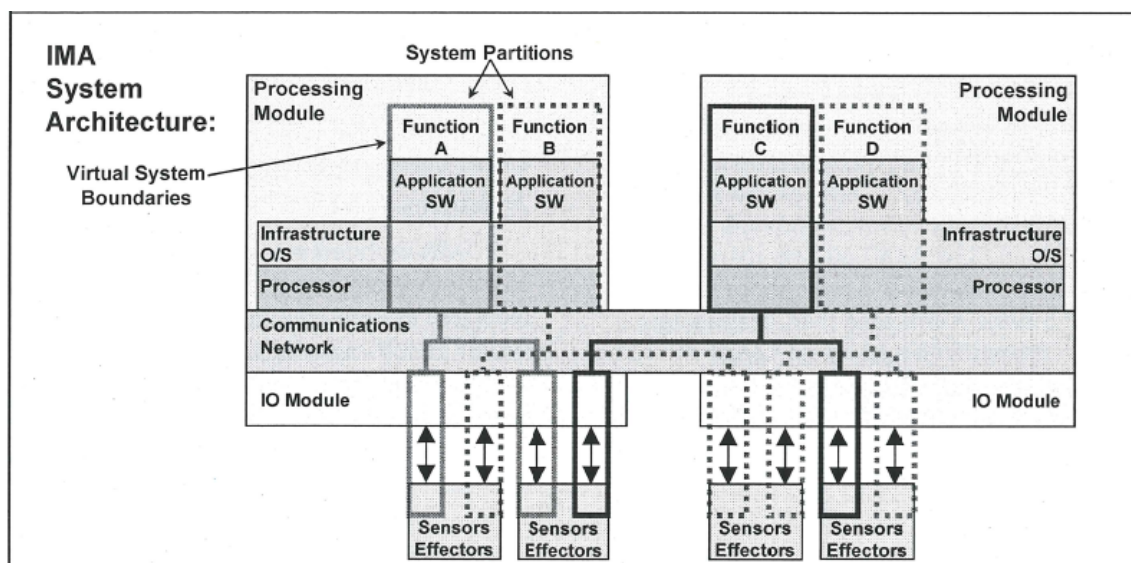 IMA
System
Architecture:
System Partitions
Processing
Module
Processing
Module
Virtual System
Boundaries
Function
A
Function
B
Function
C
Function
D
Application
SW
Application
SW
Application
SW
Application
SW
Infrastructure
O/S
Infrastructure
O/S
Processor
Processor
Communications
Network
IO Module
IO Module
Sensors
Effectors
Sensors
Effectors
Sensors
Effectors
Sensors
Effectors